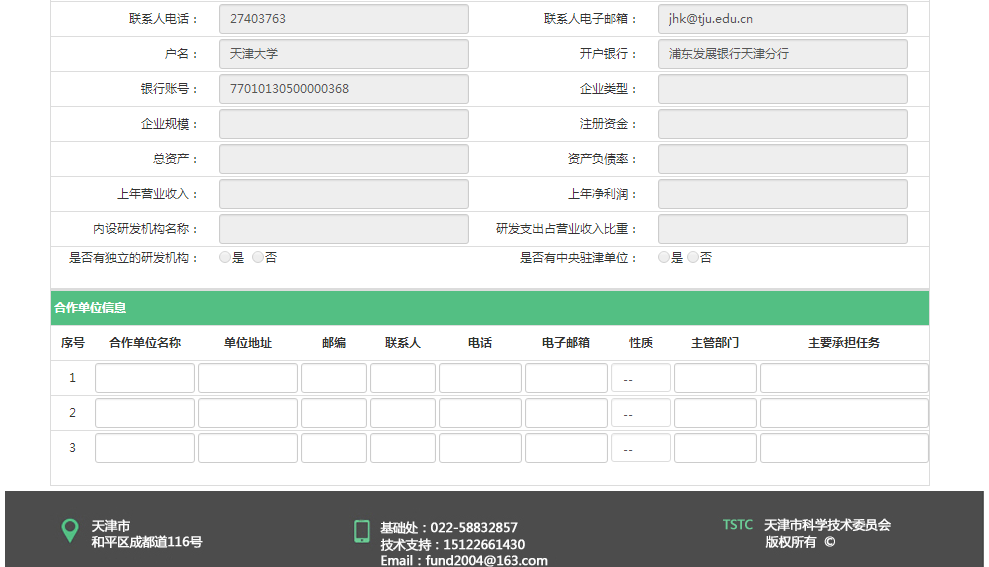 联系人电话： 27403763 联系人电子邮箱： jhk@tju.edu.cn
户名： 天津大学 开户银行： 浦东发展银行天津分行
银行账号： 77010130500000368 企业类型：
企业规模： 注册资金：
总资产： 资产负债率：
上年营业收入： 上年净利润：
内设研发机构名称： 研发支出占营业收入比重：
是否有独立的研发机构： 是 否 是否有中央驻津单位： 是 否
合作单位信息
序号 合作单位名称 单位地址 邮编 联系人 电话 电子邮箱 性质 主管部门 主要承担任务
1 --
2 --
3 --
天津市
和平区成都道116号
基础处：022-58832857
技术支持：15122661430
Email：fund2004@163.com
TSTC 天津市科学技术委员会
版权所有 ©